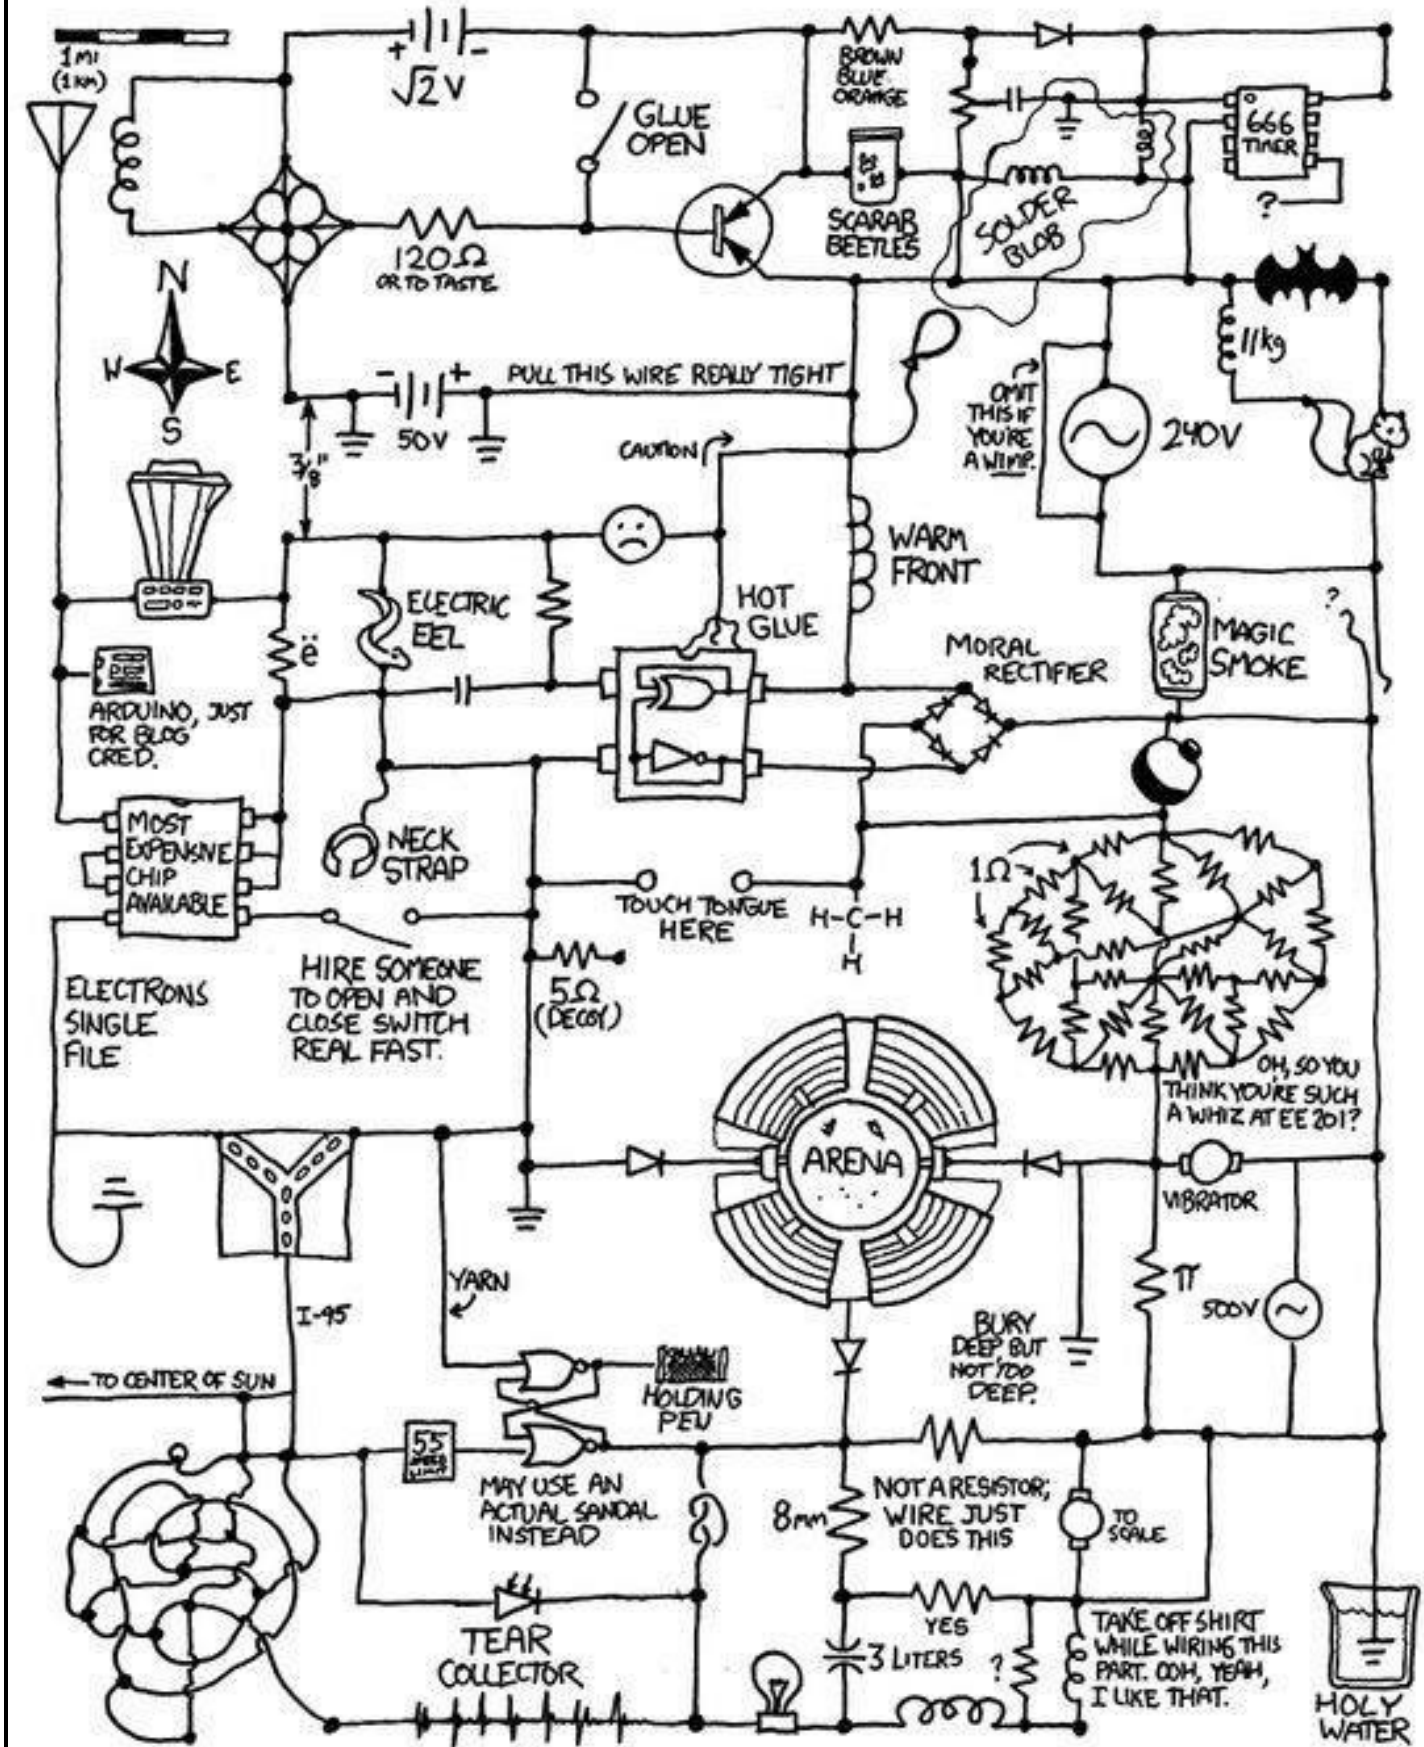 1 MI
(1 KM)
+ -
√2 V
GLUE
OPEN
BROWN
BLUE
ORANGE
666
TIMER
?
SCARAB
BEETLES
SOLDER
BLOB
120Ω
OR TO TASTE
N
W E
S
- +
50V
PULL THIS WIRE REALLY TIGHT
3/8"
CAUTION
OMIT
THIS IF
YOU'RE
A WIMP.
240V
11kg
WARM
FRONT
ELECTRIC
EEL
ë
HOT
GLUE
MORAL
RECTIFIER
MAGIC
SMOKE
?
ARDUINO, JUST
FOR BLOG
CRED.
MOST
EXPENSIVE
CHIP
AVAILABLE
NECK
STRAP
TOUCH TONGUE
HERE
H-C-H
H
1Ω
ELECTRONS
SINGLE
FILE
HIRE SOMEONE
TO OPEN AND
CLOSE SWITCH
REAL FAST.
5Ω
(DECOY)
OH, SO YOU
THINK YOU'RE SUCH
A WHIZ AT EE 201?
ARENA
VIBRATOR
YARN
I-95
π
500V
BURY
DEEP BUT
NOT TOO
DEEP.
TO CENTER OF SUN
HOLDING
PEN
55
SPEED
LIMIT
MAY USE AN
ACTUAL SANDAL
INSTEAD
8mm
NOT A RESISTOR;
WIRE JUST
DOES THIS
TO
SCALE
TEAR
COLLECTOR
YES
3 LITERS
?
TAKE OFF SHIRT
WHILE WIRING THIS
PART. OOH, YEAH,
I LIKE THAT.
HOLY
WATER